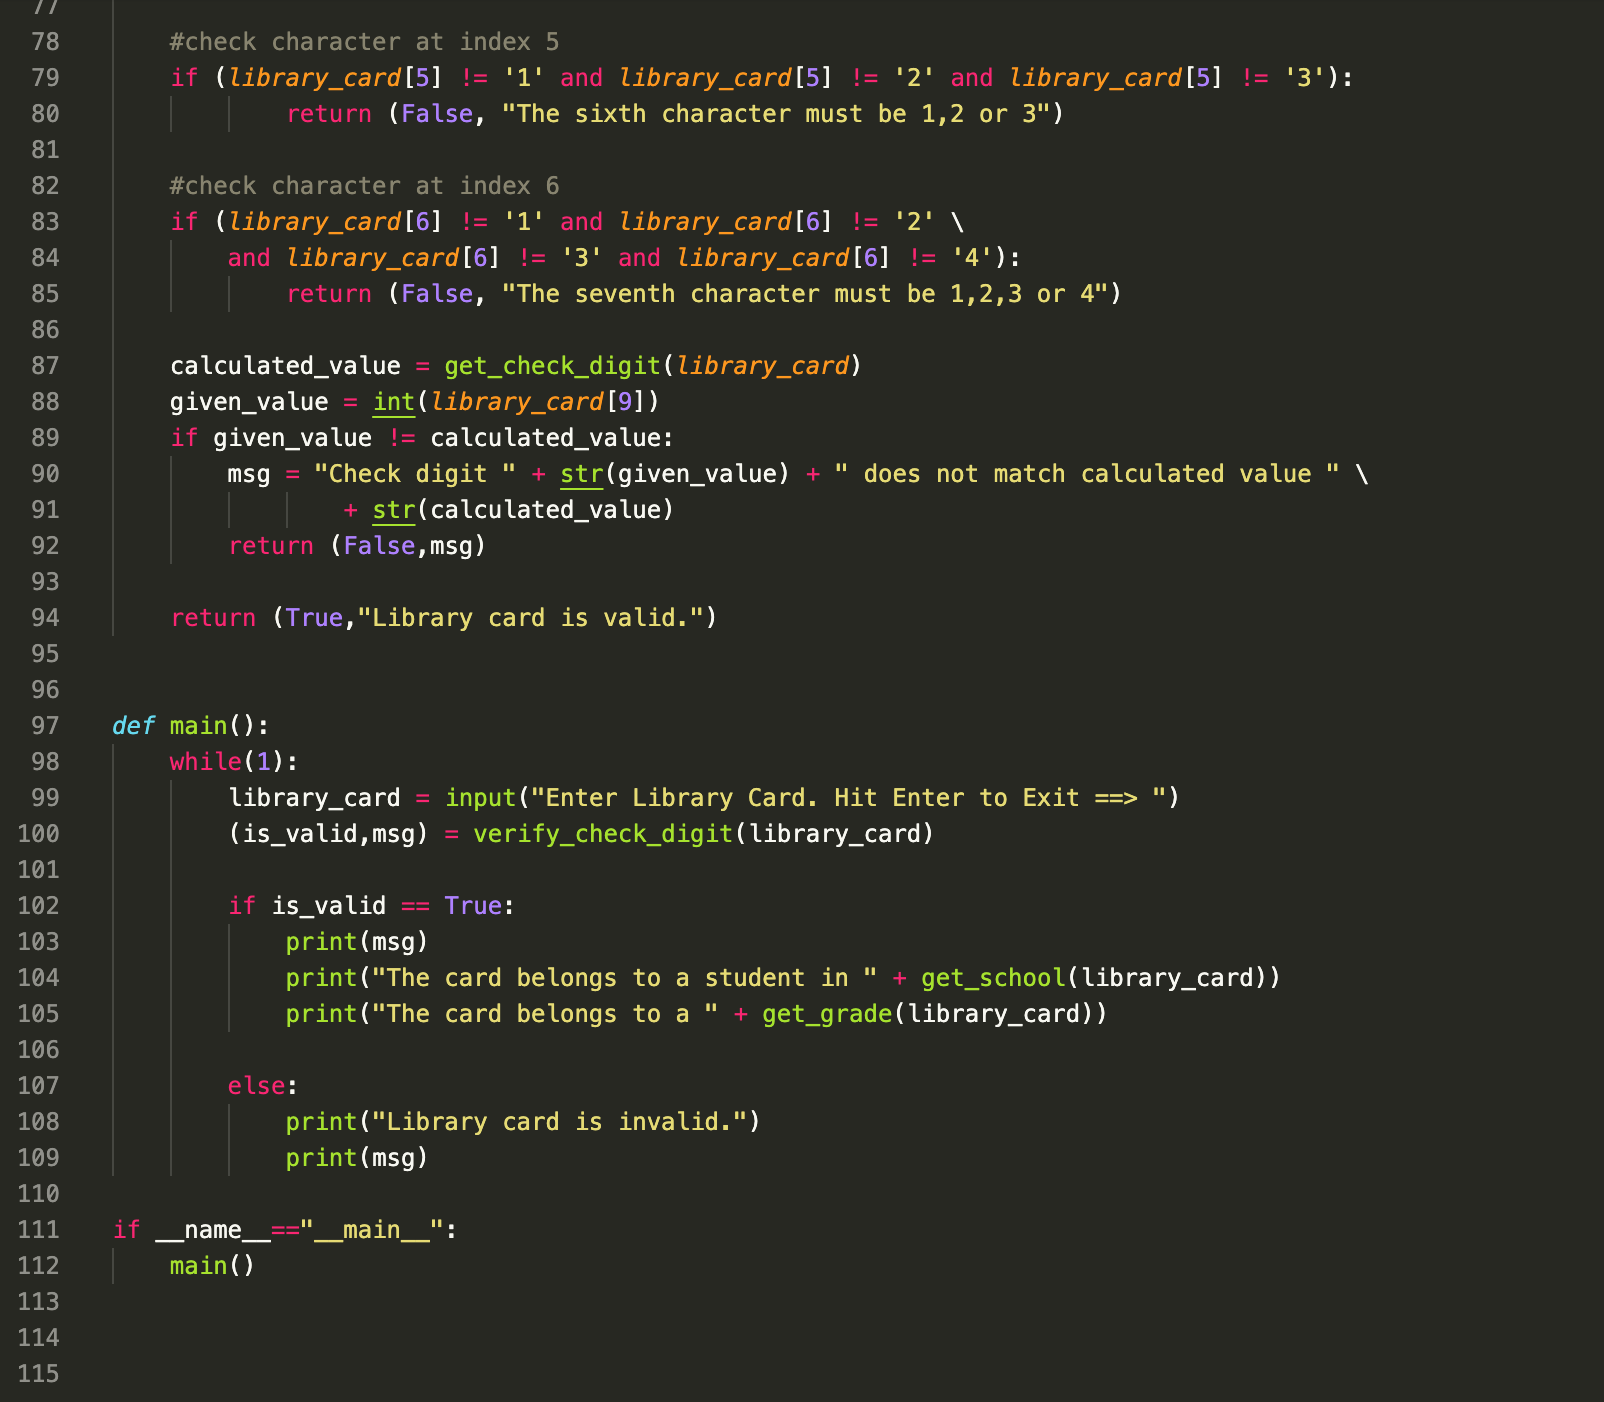 77
78 #check character at index 5
79 if (library_card[5] != '1' and library_card[5] != '2' and library_card[5] != '3'):
80 return (False, "The sixth character must be 1,2 or 3")
81
82 #check character at index 6
83 if (library_card[6] != '1' and library_card[6] != '2' \
84 and library_card[6] != '3' and library_card[6] != '4'):
85 return (False, "The seventh character must be 1,2,3 or 4")
86
87 calculated_value = get_check_digit(library_card)
88 given_value = int(library_card[9])
89 if given_value != calculated_value:
90 msg = "Check digit " + str(given_value) + " does not match calculated value " \
91 + str(calculated_value)
92 return (False,msg)
93
94 return (True,"Library card is valid.")
95
96
97 def main():
98 while(1):
99 library_card = input("Enter Library Card. Hit Enter to Exit ==> ")
100 (is_valid,msg) = verify_check_digit(library_card)
101
102 if is_valid == True:
103 print(msg)
104 print("The card belongs to a student in " + get_school(library_card))
105 print("The card belongs to a " + get_grade(library_card))
106
107 else:
108 print("Library card is invalid.")
109 print(msg)
110
111 if __name__=="__main__":
112 main()
113
114
115